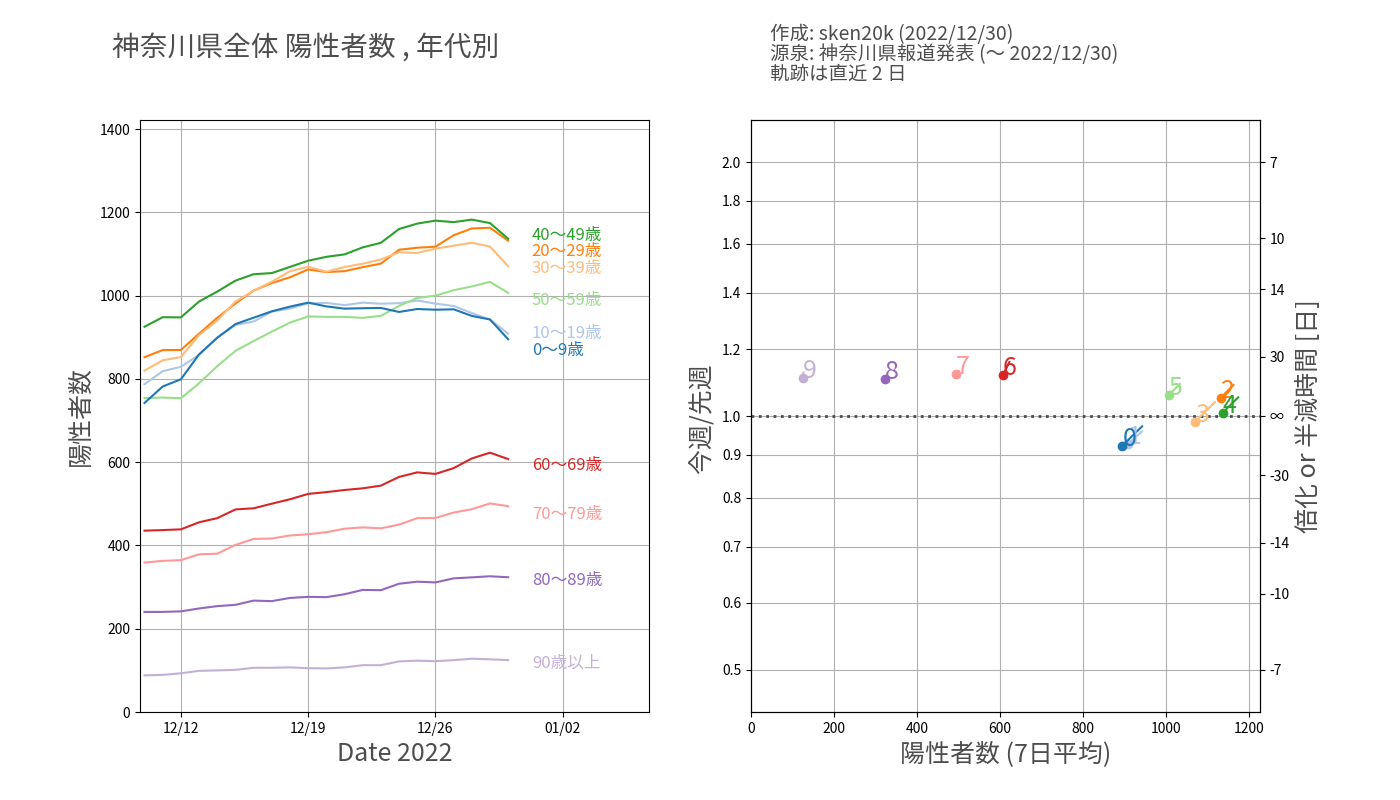 神奈川県全体 陽性者数 , 年代別
作成: sken20k (2022/12/30)
源泉: 神奈川県報道発表 (〜 2022/12/30)
軌跡は直近 2 日
陽性者数
1400
1200
1000
800
600
400
200
0
12/12
12/19
12/26
01/02
Date 2022
40〜49歳
20〜29歳
30〜39歳
50〜59歳
10〜19歳
0〜9歳
60〜69歳
70〜79歳
80〜89歳
90歳以上
今週/先週
2.0
1.8
1.6
1.4
1.2
1.0
0.9
0.8
0.7
0.6
0.5
9
8
7
6
5
2
4
3
1
0
0
200
400
600
800
1000
1200
陽性者数 (7日平均)
7
10
14
30
∞
-30
-14
-10
-7
倍化 or 半減時間 [日]